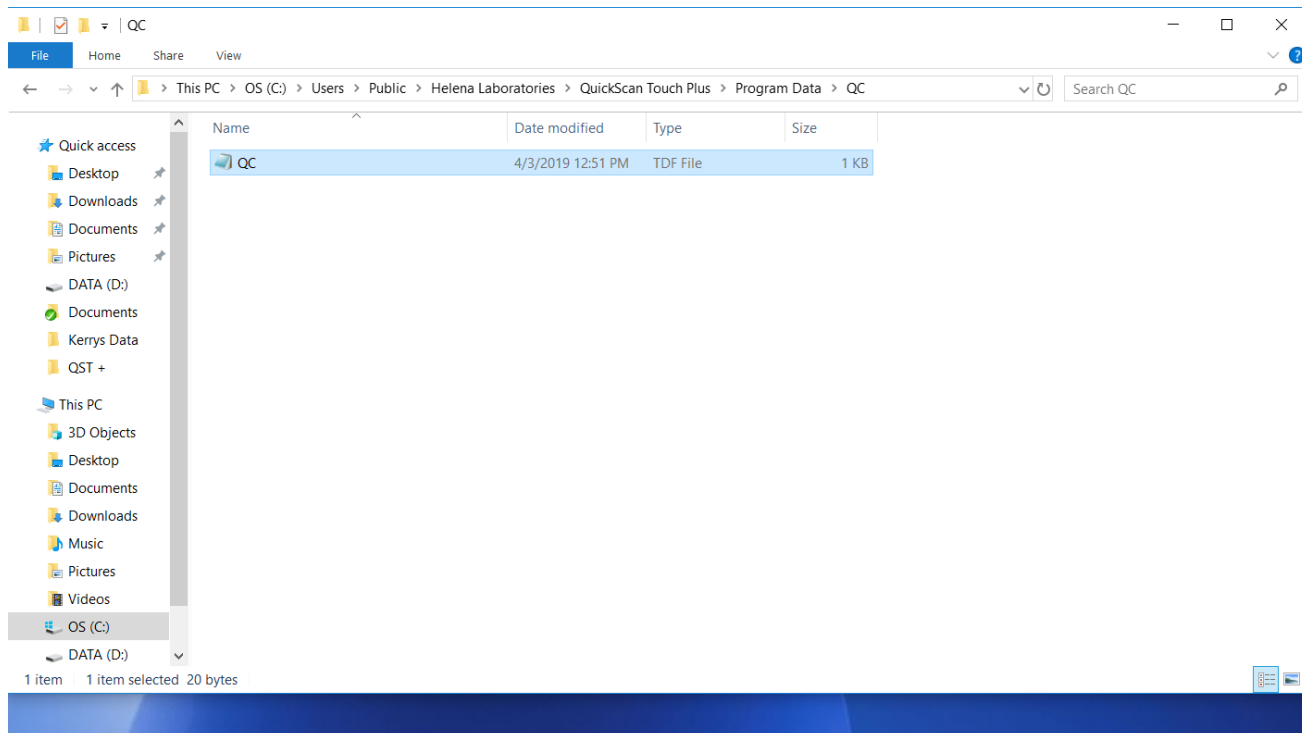 QC
File Home Share View
This PC > OS (C:) > Users > Public > Helena Laboratories > QuickScan Touch Plus > Program Data > QC
Search QC
Name Date modified Type Size
QC 4/3/2019 12:51 PM TDF File 1 KB
Quick access
Desktop
Downloads
Documents
Pictures
DATA (D:)
Documents
Kerrys Data
QST +
This PC
3D Objects
Desktop
Documents
Downloads
Music
Pictures
Videos
OS (C:)
DATA (D:)
1 item 1 item selected 20 bytes